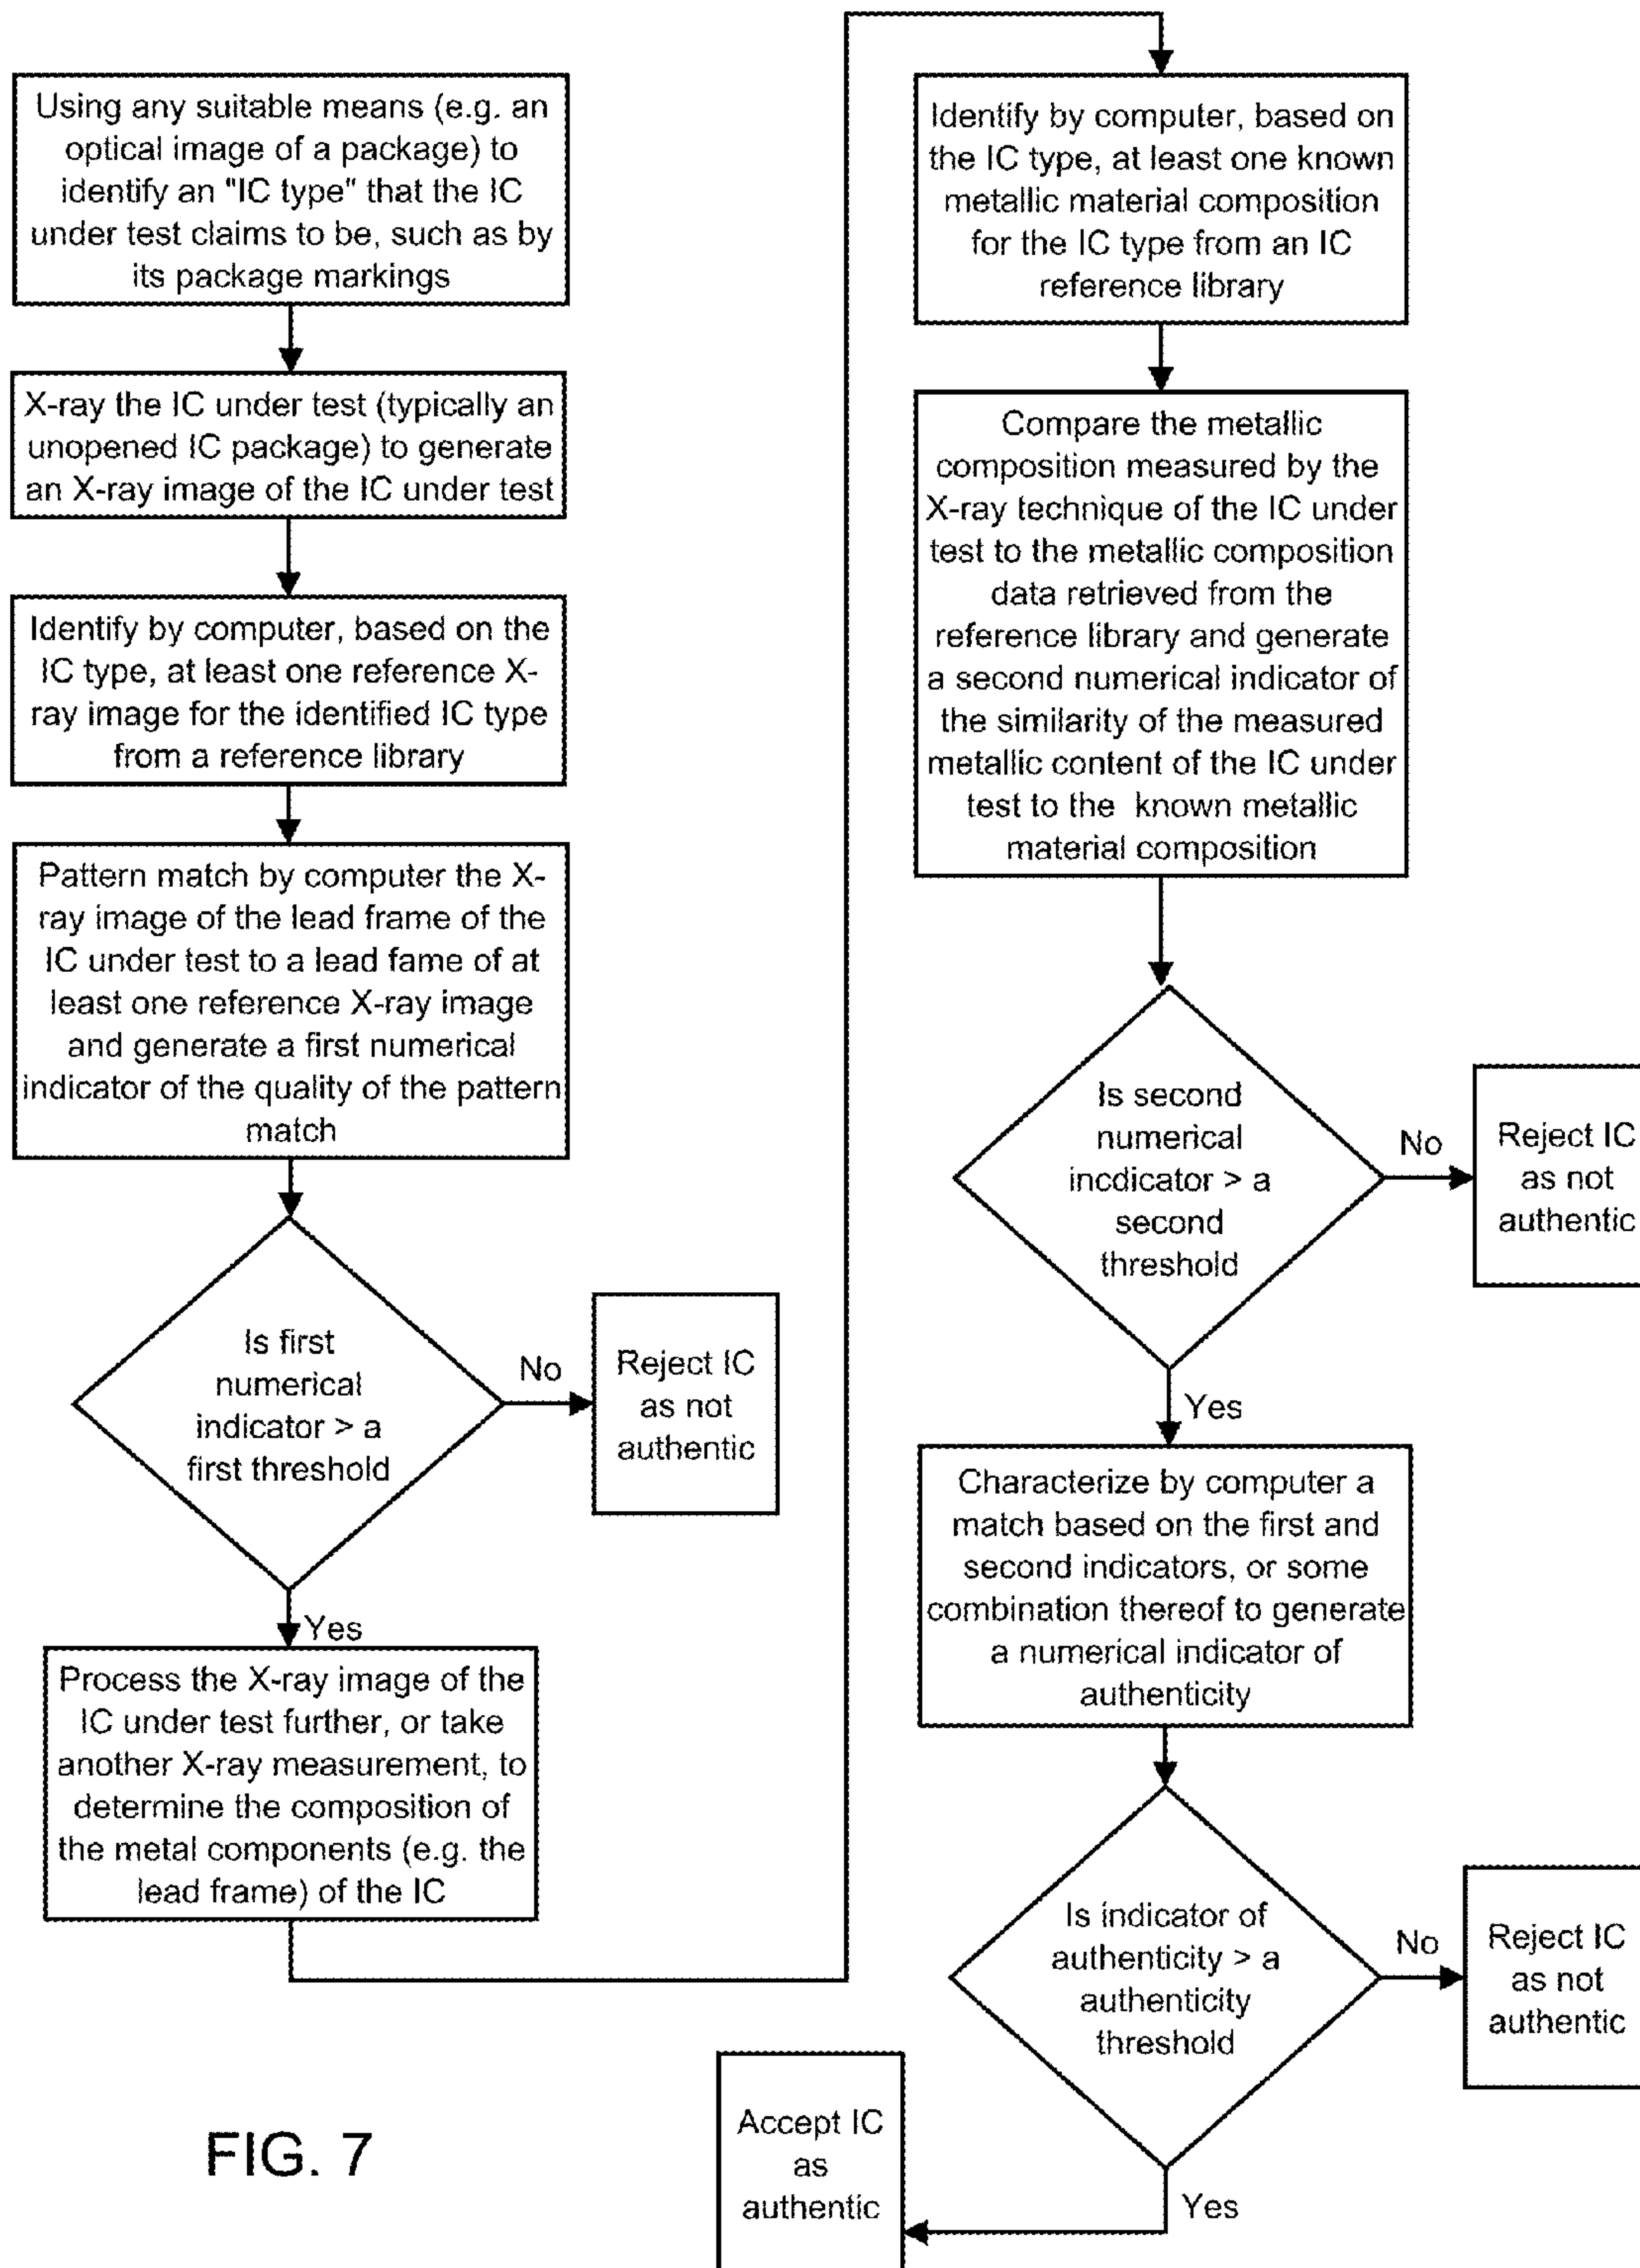 Using any suitable means (e.g. an
optical image of a package) to
identify an "IC type" that the IC
under test claims to be, such as by
its package markings
X-ray the IC under test (typically an
unopened IC package) to generate
an X-ray image of the IC under test
Identify by computer, based on the
IC type, at least one reference X-
ray image for the identified IC type
from a reference library
Pattern match by computer the X-
ray image of the lead frame of the
IC under test to a lead fame of at
least one reference X-ray image
and generate a first numerical
indicator of the quality of the pattern
match
Is first
numerical
indicator > a
first threshold
No
Reject IC
as not
authentic
Yes
Process the X-ray image of the
IC under test further, or take
another X-ray measurement, to
determine the composition of
the metal components (e.g. the
lead frame) of the IC
Identify by computer, based on
the IC type, at least one known
metallic material composition
for the IC type from an IC
reference library
Compare the metallic
composition measured by the
X-ray technique of the IC under
test to the metallic composition
data retrieved from the
reference library and generate
a second numerical indicator of
the similarity of the measured
metallic content of the IC under
test to the known metallic
material composition
Is second
numerical
incdicator > a
second
threshold
No
Reject IC
as not
authentic
Yes
Characterize by computer a
match based on the first and
second indicators, or some
combination thereof to generate
a numerical indicator of
authenticity
Is indicator of
authenticity > a
authenticity
threshold
No
Reject IC
as not
authentic
Yes
Accept IC
as
authentic
FIG. 7